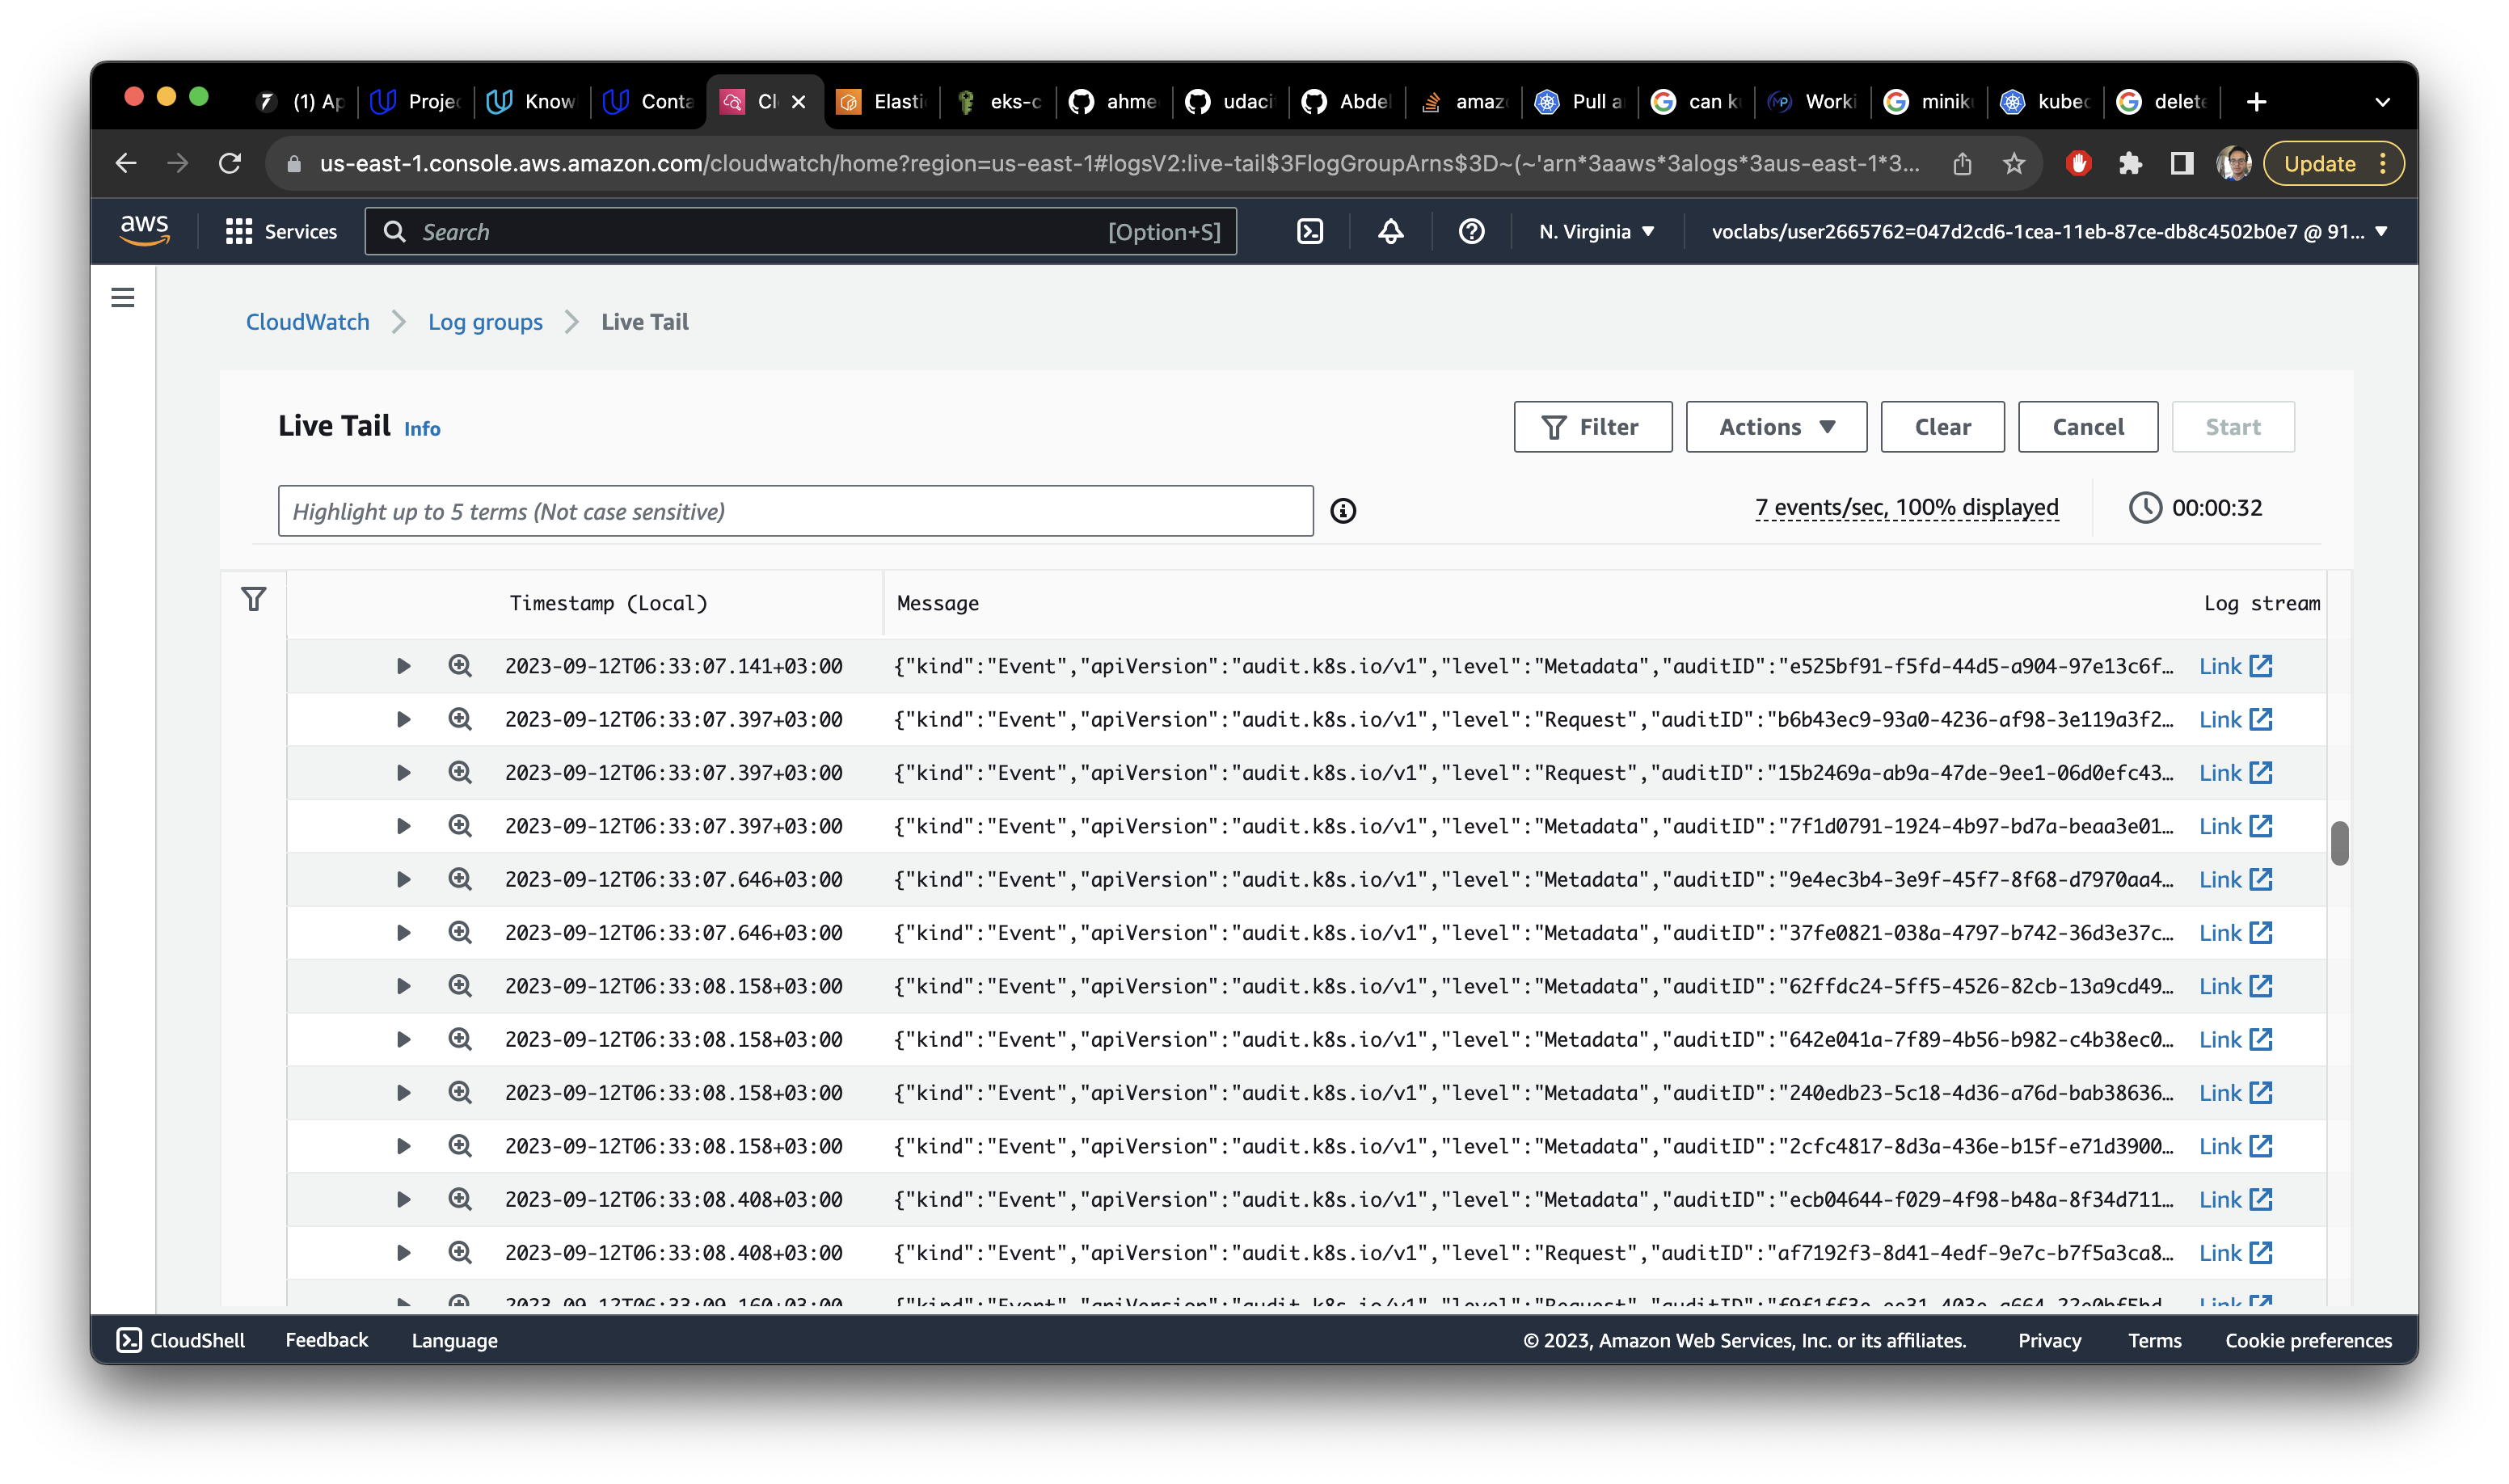 (1) Ap Projec Know Conta Cl Elasti eks-c ahme udaci Abdel amazo Pull a can k Worki miniku kubec delete
us-east-1.console.aws.amazon.com/cloudwatch/home?region=us-east-1#logsV2:live-tail$3FlogGroupArns$3D~(~'arn*3aaws*3alogs*3aus-east-1*3... Update
aws Services Search [Option+S] N. Virginia voclabs/user2665762=047d2cd6-1cea-11eb-87ce-db8c4502b0e7 @ 91...
CloudWatch Log groups Live Tail
Live Tail Info Filter Actions Clear Cancel Start
Highlight up to 5 terms (Not case sensitive) 7 events/sec, 100% displayed 00:00:32
Timestamp (Local) Message Log stream
2023-09-12T06:33:07.141+03:00 {"kind":"Event","apiVersion":"audit.k8s.io/v1","level":"Metadata","auditID":"e525bf91-f5fd-44d5-a904-97e13c6f… Link
2023-09-12T06:33:07.397+03:00 {"kind":"Event","apiVersion":"audit.k8s.io/v1","level":"Request","auditID":"b6b43ec9-93a0-4236-af98-3e119a3f2… Link
2023-09-12T06:33:07.397+03:00 {"kind":"Event","apiVersion":"audit.k8s.io/v1","level":"Request","auditID":"15b2469a-ab9a-47de-9ee1-06d0efc43… Link
2023-09-12T06:33:07.397+03:00 {"kind":"Event","apiVersion":"audit.k8s.io/v1","level":"Metadata","auditID":"7f1d0791-1924-4b97-bd7a-beaa3e01… Link
2023-09-12T06:33:07.646+03:00 {"kind":"Event","apiVersion":"audit.k8s.io/v1","level":"Metadata","auditID":"9e4ec3b4-3e9f-45f7-8f68-d7970aa4… Link
2023-09-12T06:33:07.646+03:00 {"kind":"Event","apiVersion":"audit.k8s.io/v1","level":"Metadata","auditID":"37fe0821-038a-4797-b742-36d3e37c… Link
2023-09-12T06:33:08.158+03:00 {"kind":"Event","apiVersion":"audit.k8s.io/v1","level":"Metadata","auditID":"62ffdc24-5ff5-4526-82cb-13a9cd49… Link
2023-09-12T06:33:08.158+03:00 {"kind":"Event","apiVersion":"audit.k8s.io/v1","level":"Metadata","auditID":"642e041a-7f89-4b56-b982-c4b38ec0… Link
2023-09-12T06:33:08.158+03:00 {"kind":"Event","apiVersion":"audit.k8s.io/v1","level":"Metadata","auditID":"240edb23-5c18-4d36-a76d-bab38636… Link
2023-09-12T06:33:08.158+03:00 {"kind":"Event","apiVersion":"audit.k8s.io/v1","level":"Metadata","auditID":"2cfc4817-8d3a-436e-b15f-e71d3900… Link
2023-09-12T06:33:08.408+03:00 {"kind":"Event","apiVersion":"audit.k8s.io/v1","level":"Metadata","auditID":"ecb04644-f029-4f98-b48a-8f34d711… Link
2023-09-12T06:33:08.408+03:00 {"kind":"Event","apiVersion":"audit.k8s.io/v1","level":"Request","auditID":"af7192f3-8d41-4edf-9e7c-b7f5a3ca8… Link
CloudShell Feedback Language © 2023, Amazon Web Services, Inc. or its affiliates. Privacy Terms Cookie preferences